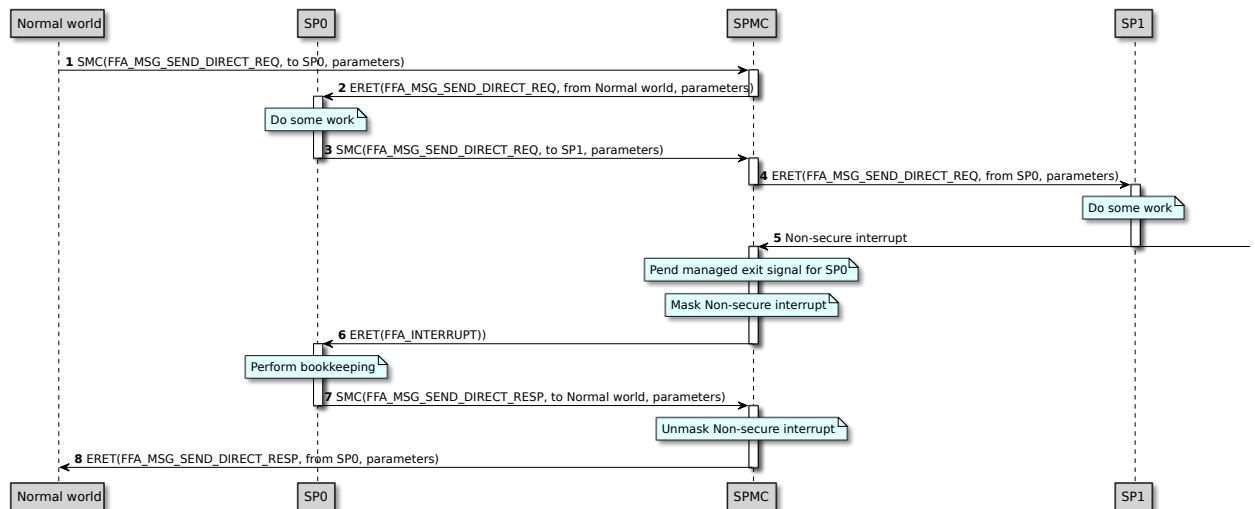 Normal world
SP0
SPMC
SP1
1 SMC(FFA_MSG_SEND_DIRECT_REQ, to SP0, parameters)
2 ERET(FFA_MSG_SEND_DIRECT_REQ, from Normal world, parameters)
Do some work
3 SMC(FFA_MSG_SEND_DIRECT_REQ, to SP1, parameters)
4 ERET(FFA_MSG_SEND_DIRECT_REQ, from SP0, parameters)
Do some work
5 Non-secure interrupt
Pend managed exit signal for SP0
Mask Non-secure interrupt
6 ERET(FFA_INTERRUPT))
Perform bookkeeping
7 SMC(FFA_MSG_SEND_DIRECT_RESP, to Normal world, parameters)
Unmask Non-secure interrupt
8 ERET(FFA_MSG_SEND_DIRECT_RESP, from SP0, parameters)
Normal world
SP0
SPMC
SP1